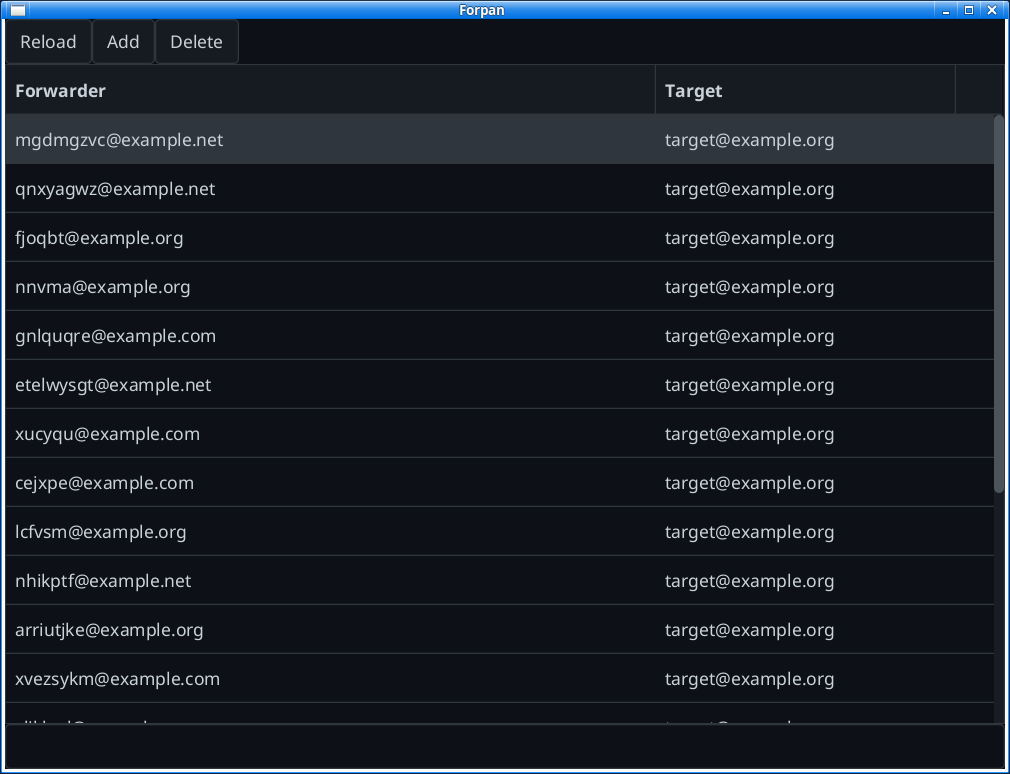 Forpan
Reload Add Delete
Forwarder Target
mgdmgzvc@example.net target@example.org
qnxyagwz@example.net target@example.org
fjoqbt@example.org target@example.org
nnvma@example.org target@example.org
gnlquqre@example.com target@example.org
etelwysgt@example.net target@example.org
xucyqu@example.com target@example.org
cejxpe@example.com target@example.org
lcfvsm@example.org target@example.org
nhikptf@example.net target@example.org
arriutjke@example.org target@example.org
xvezsykm@example.com target@example.org